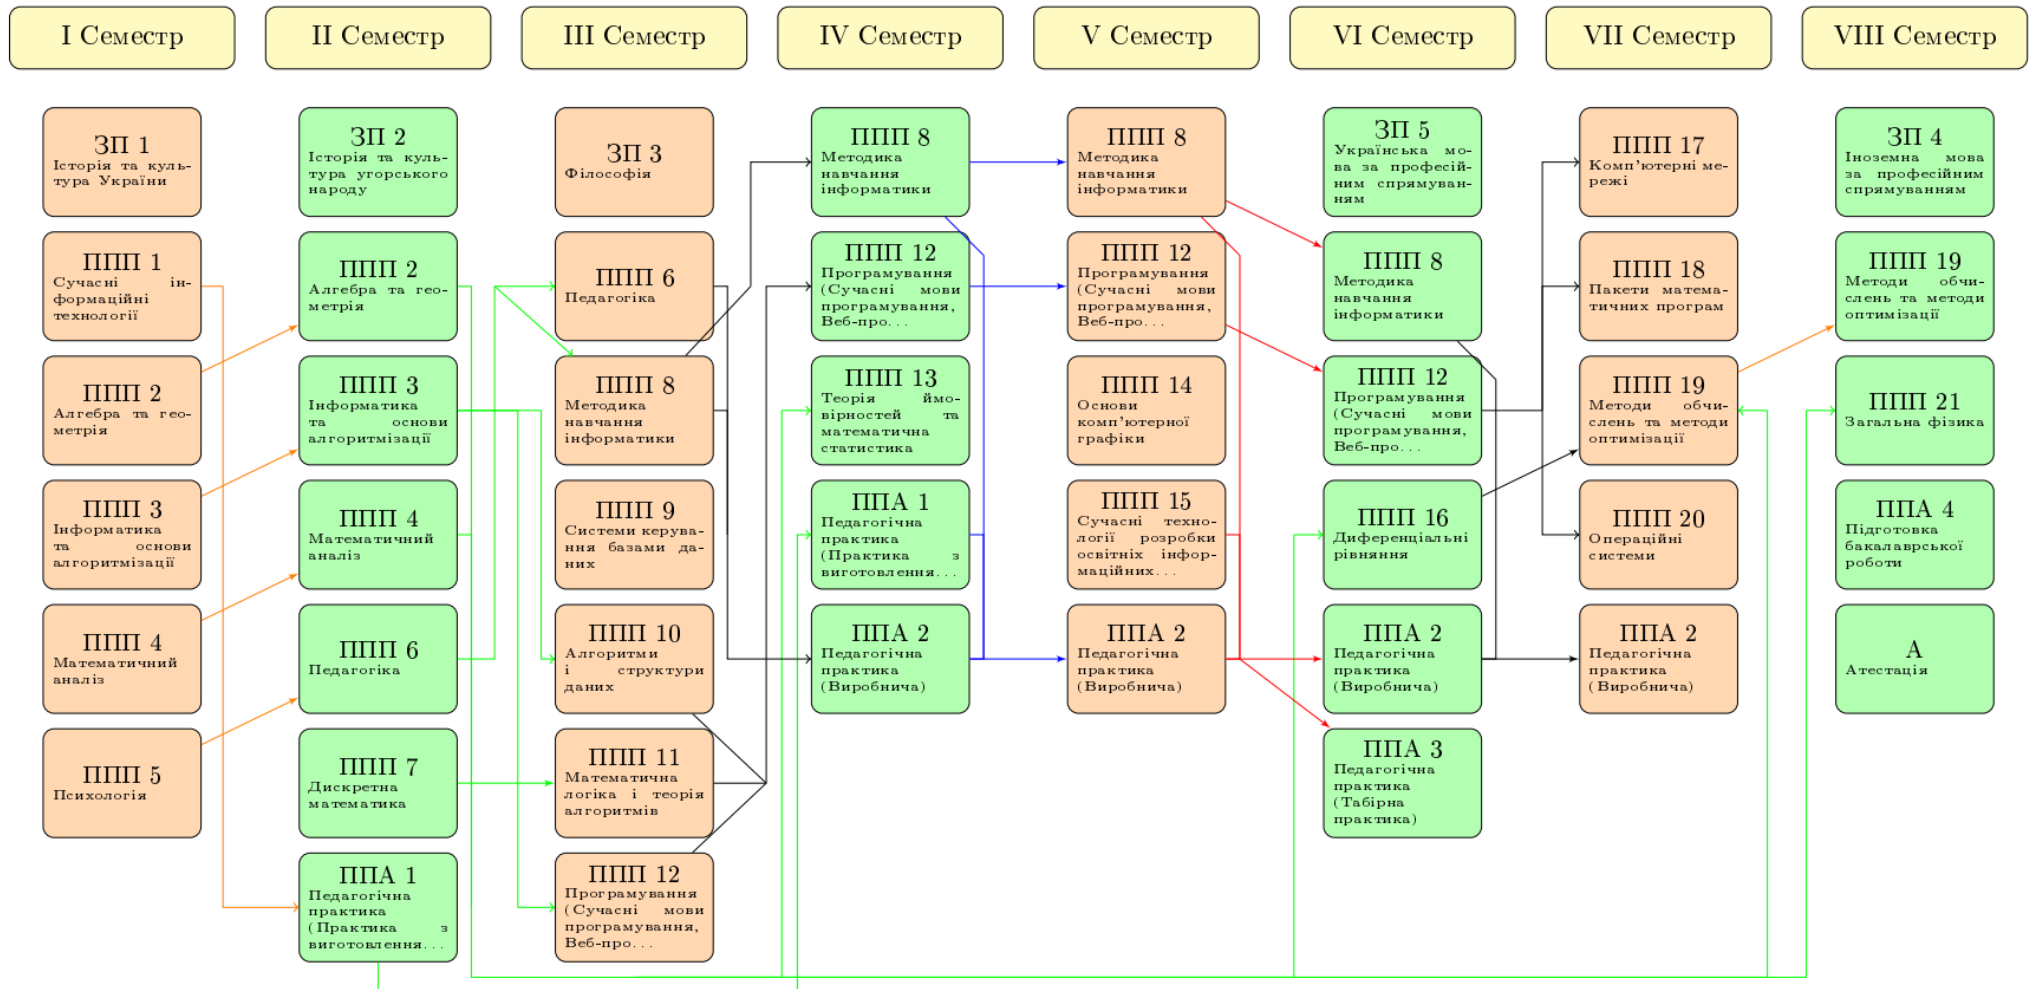 I Семестр
II Семестр
III Семестр
IV Семестр
V Семестр
VI Семестр
VII Семестр
VIII Семестр
ЗП 1
Історія та куль-
тура України
ППП 1
Сучасні ін-
формаційні
технології
ППП 2
Алгебра та гео-
метрія
ППП 3
Інформатика
та основи
алгоритмізації
ППП 4
Математичний
аналіз
ППП 5
Психологія
ЗП 2
Історія та куль-
тура угорського
народу
ППП 2
Алгебра та гео-
метрія
ППП 3
Інформатика
та основи
алгоритмізації
ППП 4
Математичний
аналіз
ППП 6
Педагогіка
ППП 7
Дискретна
математика
ППА 1
Педагогічна
практика
(Практика з
виготовлення...
ЗП 3
Філософія
ППП 6
Педагогіка
ППП 8
Методика
навчання
інформатики
ППП 9
Системи керува-
ння базами да-
них
ППП 10
Алгоритми
і структури
даних
ППП 11
Математична
логіка і теорія
алгоритмів
ППП 12
Програмування
(Сучасні мови
програмування,
Веб-про...
ППП 8
Методика
навчання
інформатики
ППП 12
Програмування
(Сучасні мови
програмування,
Веб-про...
ППП 13
Теорія ймо-
вірностей та
математична
статистика
ППА 1
Педагогічна
практика
(Практика з
виготовлення...
ППА 2
Педагогічна
практика
(Виробнича)
ППП 8
Методика
навчання
інформатики
ППП 12
Програмування
(Сучасні мови
програмування,
Веб-про...
ППП 14
Основи
комп'ютерної
графіки
ППП 15
Сучасні техно-
логії розробки
освітніх інфор-
маційних...
ППА 2
Педагогічна
практика
(Виробнича)
ЗП 5
Українська мо-
ва за професій-
ним спрямуван-
ням
ППП 8
Методика
навчання
інформатики
ППП 12
Програмування
(Сучасні мови
програмування,
Веб-про...
ППП 16
Диференціальні
рівняння
ППА 2
Педагогічна
практика
(Виробнича)
ППА 3
Педагогічна
практика
(Табірна
практика)
ППП 17
Комп'ютерні ме-
режі
ППП 18
Пакети матема-
тичних програм
ППП 19
Методи обчи-
слень та методи
оптимізації
ППП 20
Операційні
системи
ППА 2
Педагогічна
практика
(Виробнича)
ЗП 4
Іноземна мова
за професійним
спрямуванням
ППП 19
Методи обчи-
слень та методи
оптимізації
ППП 21
Загальна фізика
ППА 4
Підготовка
бакалаврської
роботи
А
Атестація